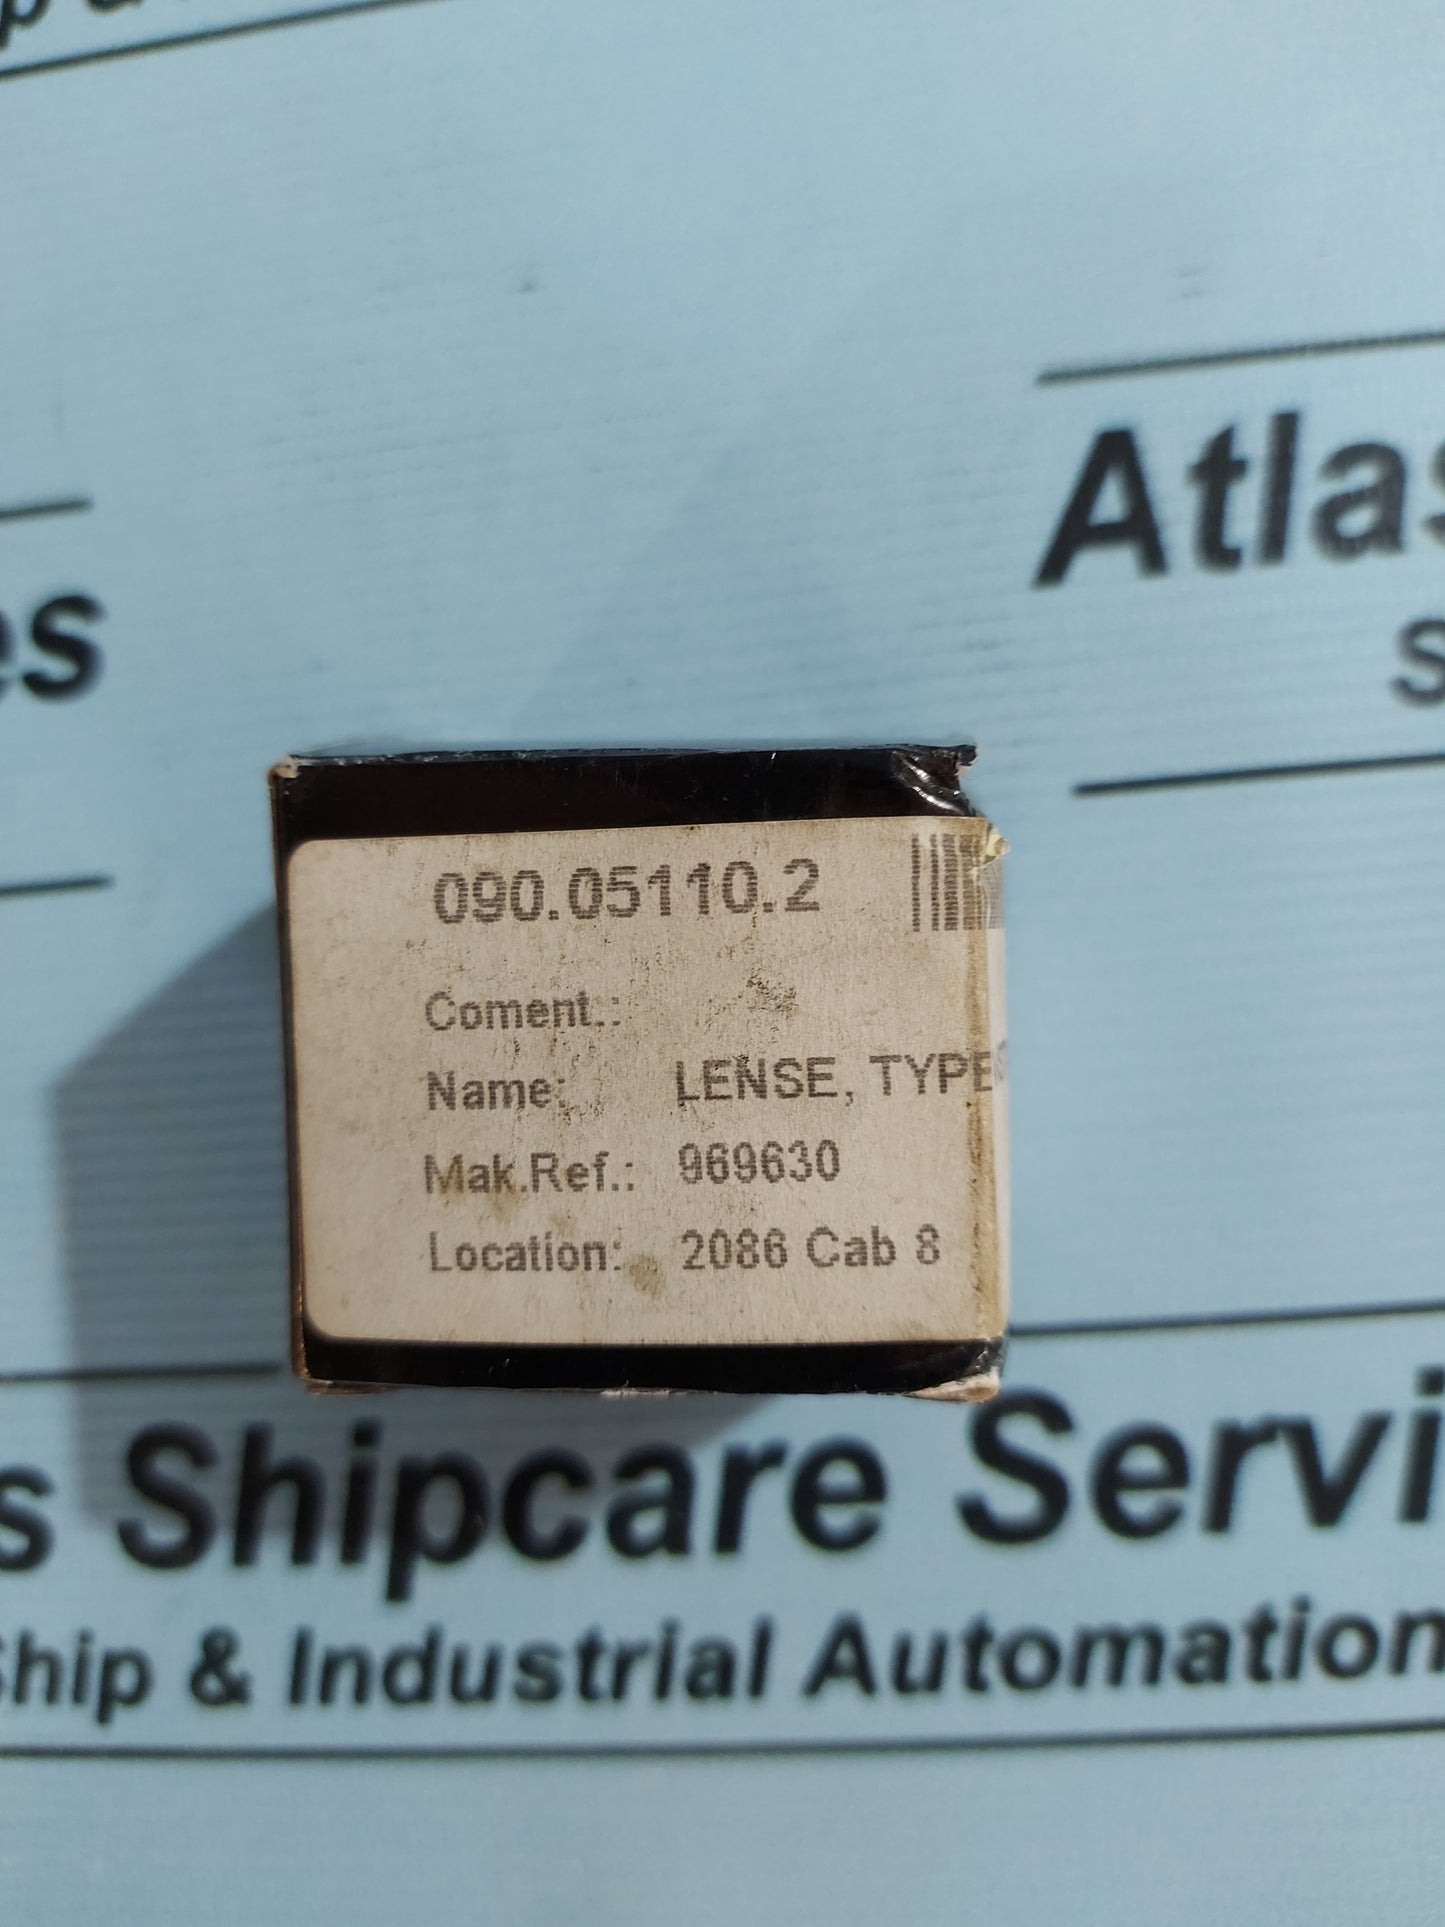 Atlas
es
090.05110.2
Coment.:
Name: LENSE, TYPE
Mak.Ref.: 969630
Location: 2086 Cab 8
s Shipcare Servi
Ship & Industrial Automation